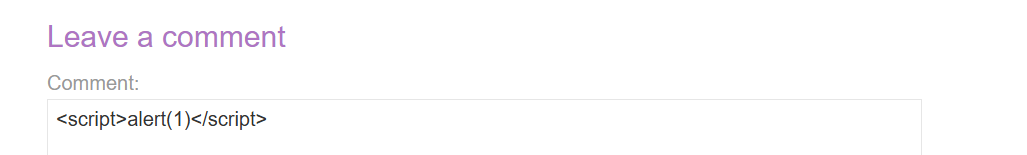 Leave a comment
Comment:
<script>alert(1)</script>